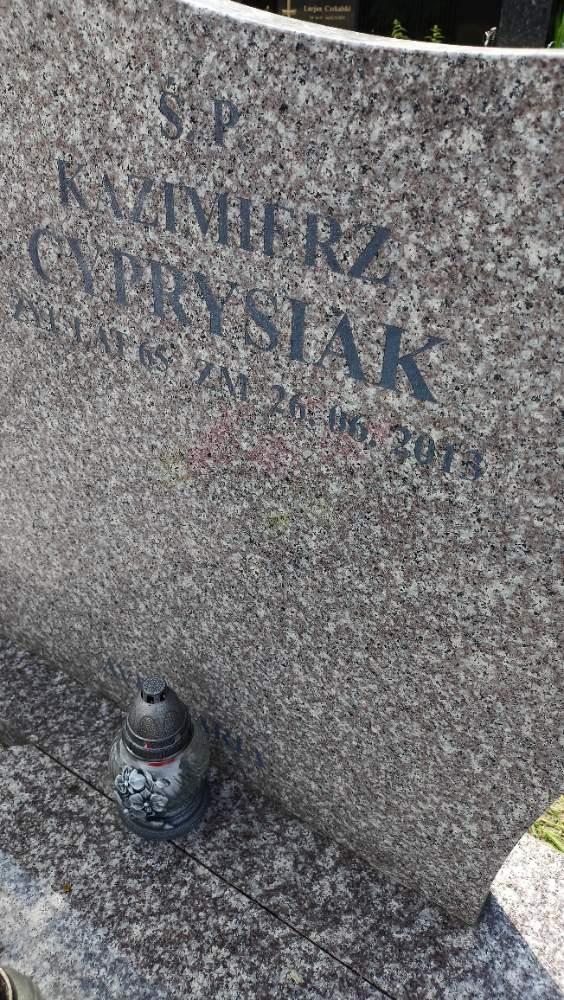 Ś. P.
KAZIMIERZ
CYPRYSIAK
ŻYŁ LAT 65 ZM. 26. 06. 2013